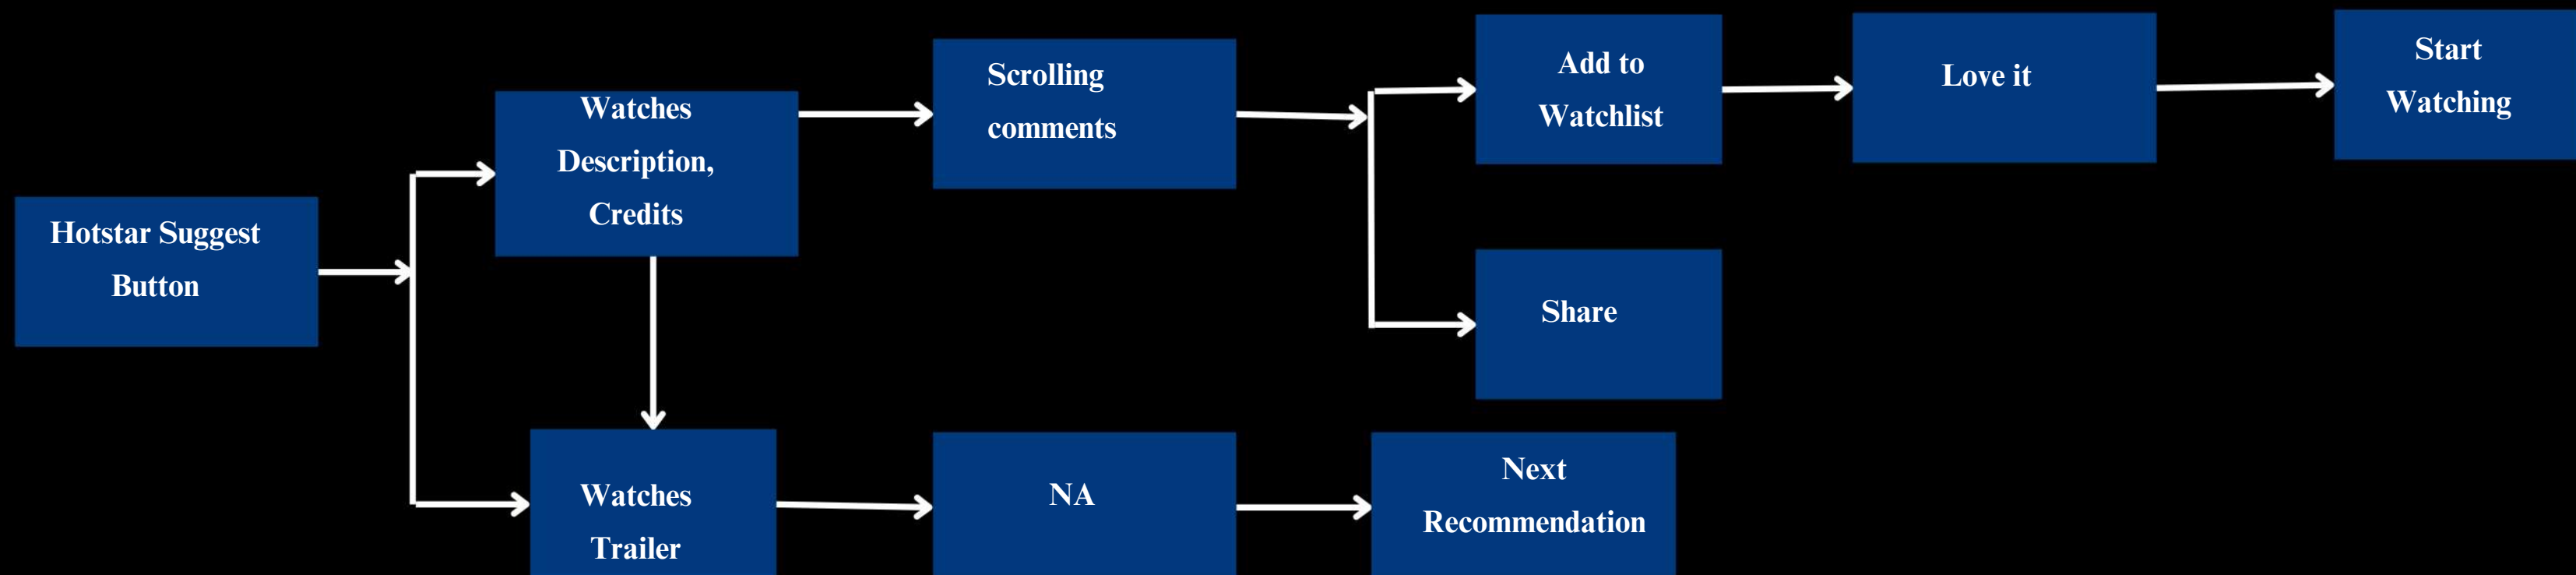 Hotstar Suggest
Button
Watches
Description,
Credits
Scrolling
comments
Add to
Watchlist
Love it
Start
Watching
Share
Watches
Trailer
NA
Next
Recommendation